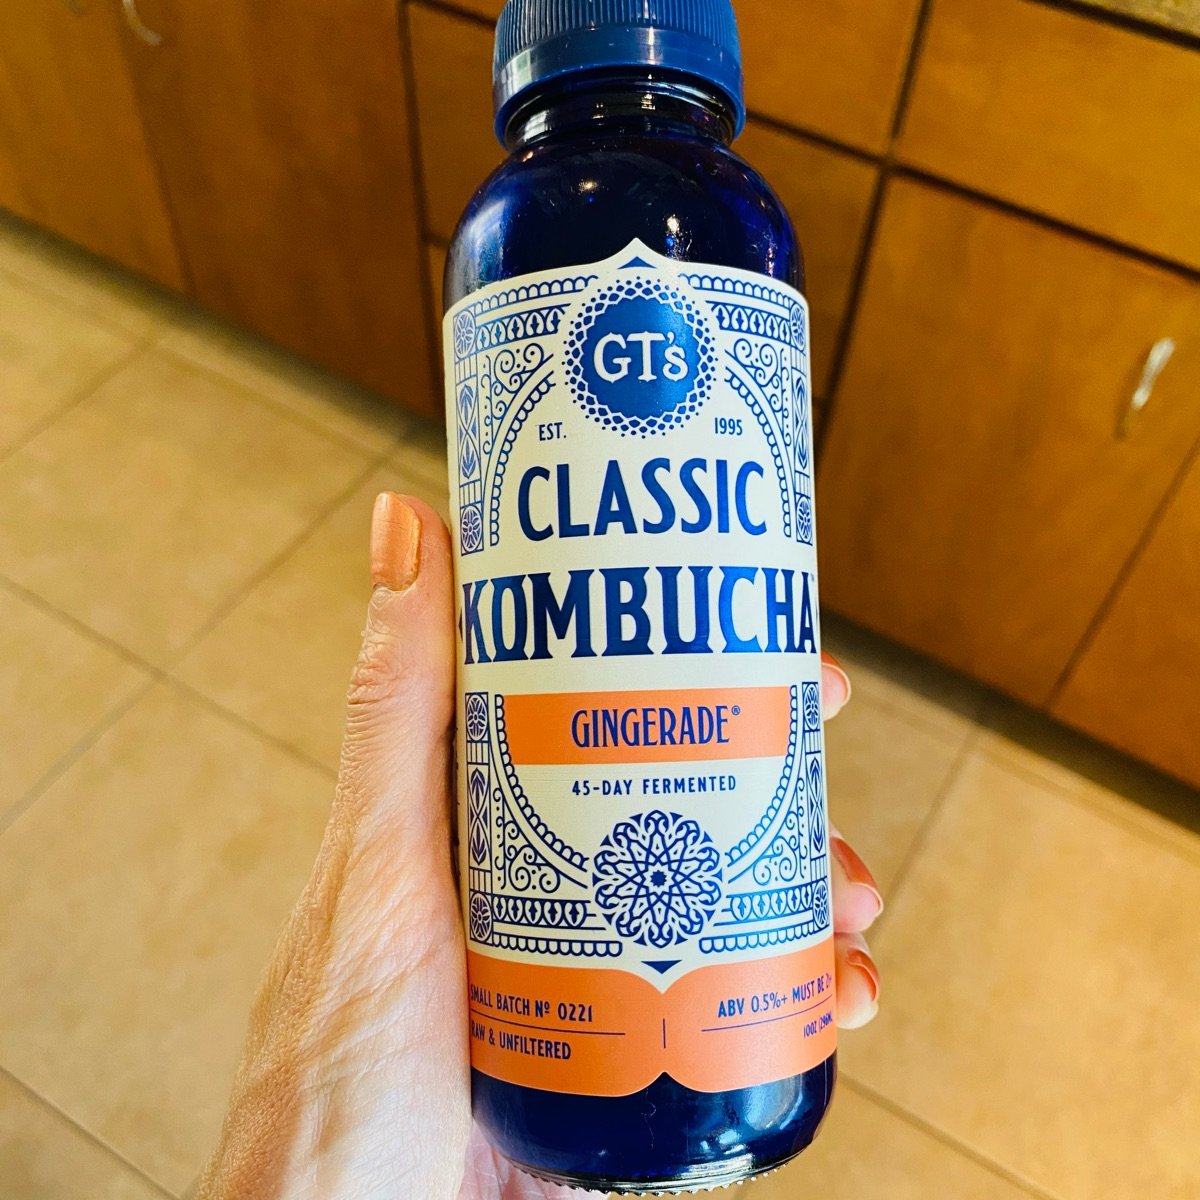 GT's
EST. 1995
CLASSIC
KOMBUCHA
GINGERADE®
45-DAY FERMENTED
SMALL BATCH Nº 0221
RAW & UNFILTERED
ABV 0.5%+ MUST BE
10OZ